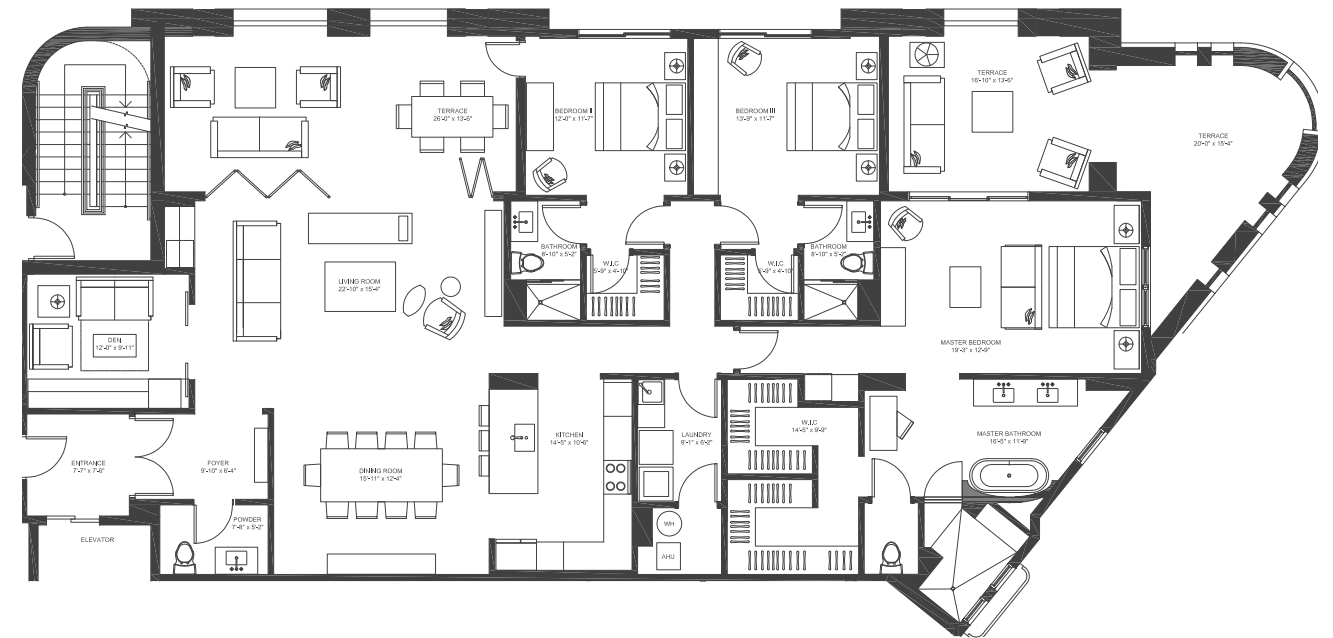 TERRACE
26'-0" x 13'-6"
BEDROOM II
12'-0" x 11'-7"
BEDROOM III
13'-9" x 11'-7"
TERRACE
16'-10" x 13'-6"
TERRACE
20'-0" x 15'-4"
BATHROOM
8'-10" x 5'-2"
W.I.C
5'-9" x 4'-10"
W.I.C
5'-9" x 4'-10"
BATHROOM
8'-10" x 5'-2"
LIVING ROOM
22'-10" x 15'-4"
DEN
12'-0" x 9'-11"
MASTER BEDROOM
19'-3" x 12'-9"
ENTRANCE
7'-7" x 7'-6"
FOYER
9'-10" x 6'-4"
DINING ROOM
15'-11" x 12'-4"
KITCHEN
14'-5" x 10'-6"
LAUNDRY
9'-1" x 6'-2"
W.I.C
14'-5" x 9'-9"
MASTER BATHROOM
16'-5" x 11'-9"
POWDER
7'-8" x 5'-2"
ELEVATOR
WH
AHU